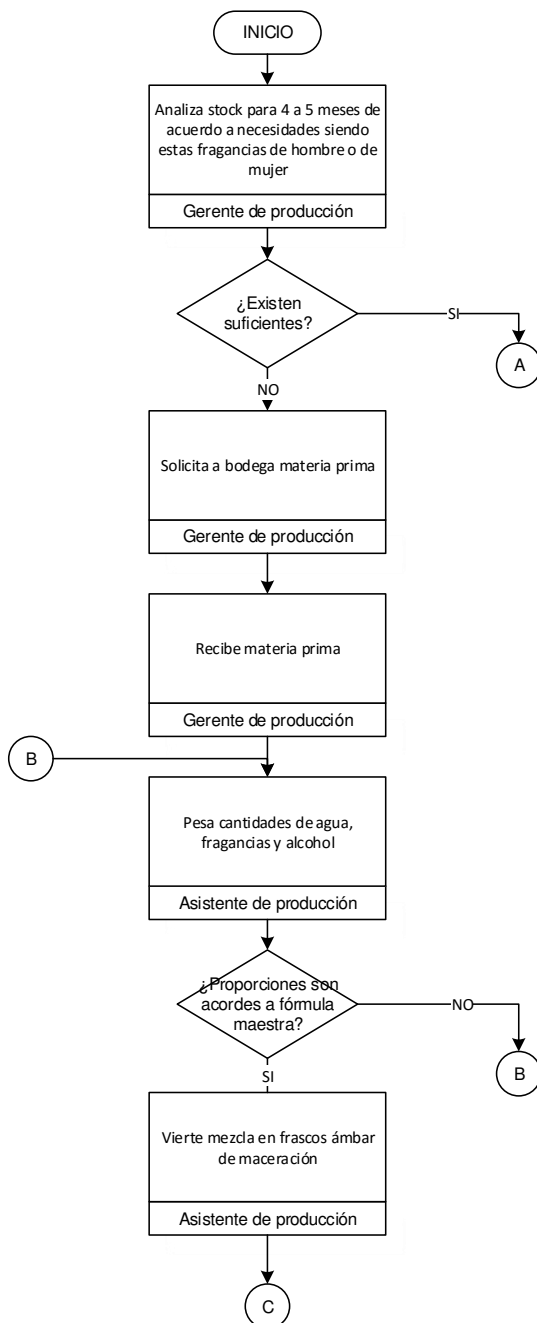 INICIO
Analiza stock para 4 a 5 meses de
acuerdo a necesidades siendo
estas fragancias de hombre o de
mujer
Gerente de producción
¿Existen
suficientes?
SI
A
NO
Solicita a bodega materia prima
Gerente de producción
Recibe materia prima
Gerente de producción
B
Pesa cantidades de agua,
fragancias y alcohol
Asistente de producción
¿Proporciones son
acordes a fórmula
maestra?
NO
B
SI
Vierte mezcla en frascos ámbar
de maceración
Asistente de producción
C